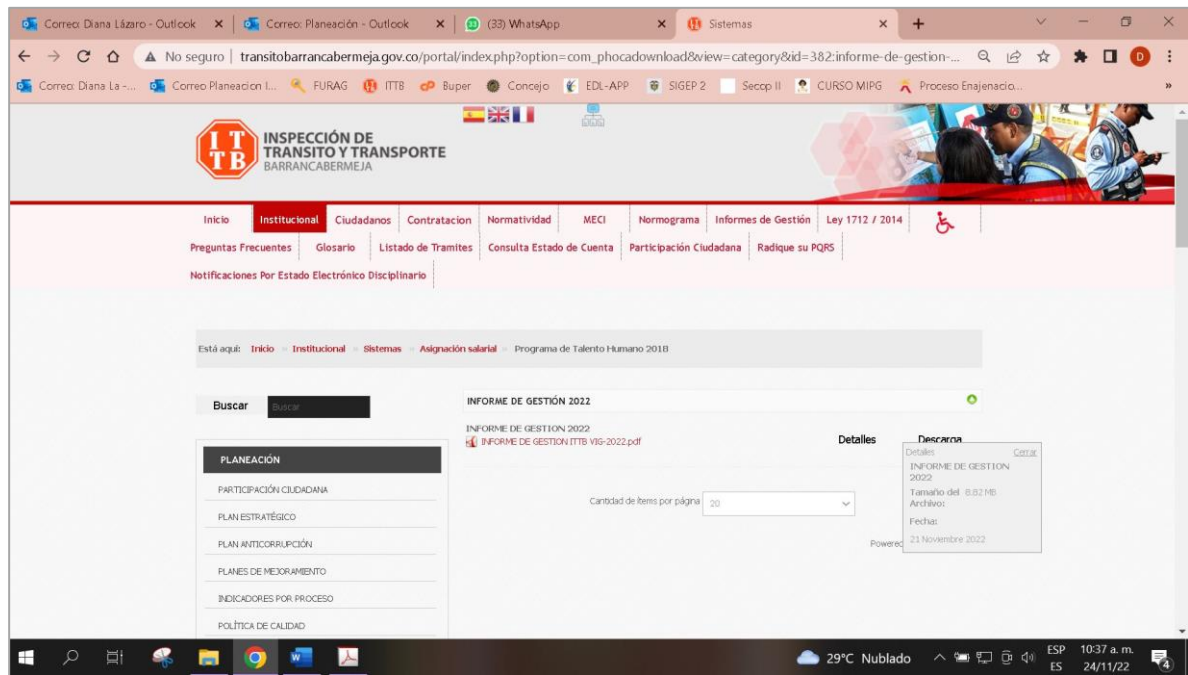 Correo: Diana Lázaro - Outlook
Correo: Planeación - Outlook
(33) WhatsApp
Sistemas
No seguro | transitobarrancabermeja.gov.co/portal/index.php?option=com_phocadownload&view=category&id=382:informe-de-gestion-...
D
Correo: Diana La -...
Correo Planeacion I...
FURAG
ITTB
Buper
Concejo
EDL-APP
SIGEP 2
Secop II
CURSO MIPG
Proceso Enajenacio...
»
I T
T B
INSPECCIÓN DE
TRANSITO Y TRANSPORTE
BARRANCABERMEJA
Inicio Institucional Ciudadanos Contratacion Normatividad MECI Normograma Informes de Gestión Ley 1712 / 2014
Preguntas Frecuentes Glosario Listado de Tramites Consulta Estado de Cuenta Participación Ciudadana Radique su PQRS
Notificaciones Por Estado Electrónico Disciplinario
Está aquí: Inicio » Institucional » Sistemas » Asignación salarial » Programa de Talento Humano 2018
Buscar Buscar
PLANEACIÓN
PARTICIPACIÓN CIUDADANA
PLAN ESTRATÉGICO
PLAN ANTICORRUPCIÓN
PLANES DE MEJORAMIENTO
INDICADORES POR PROCESO
POLÍTICA DE CALIDAD
INFORME DE GESTIÓN 2022
INFORME DE GESTION 2022
INFORME DE GESTION ITTB VIG-2022.pdf
Detalles Descarga
Detalles Cerrar
INFORME DE GESTION
2022
Tamaño del 8.82 MB
Archivo:
Fecha:
21 Noviembre 2022
Cantidad de ítems por página 20
Powered
29°C Nublado
ESP
ES
10:37 a. m.
24/11/22
4